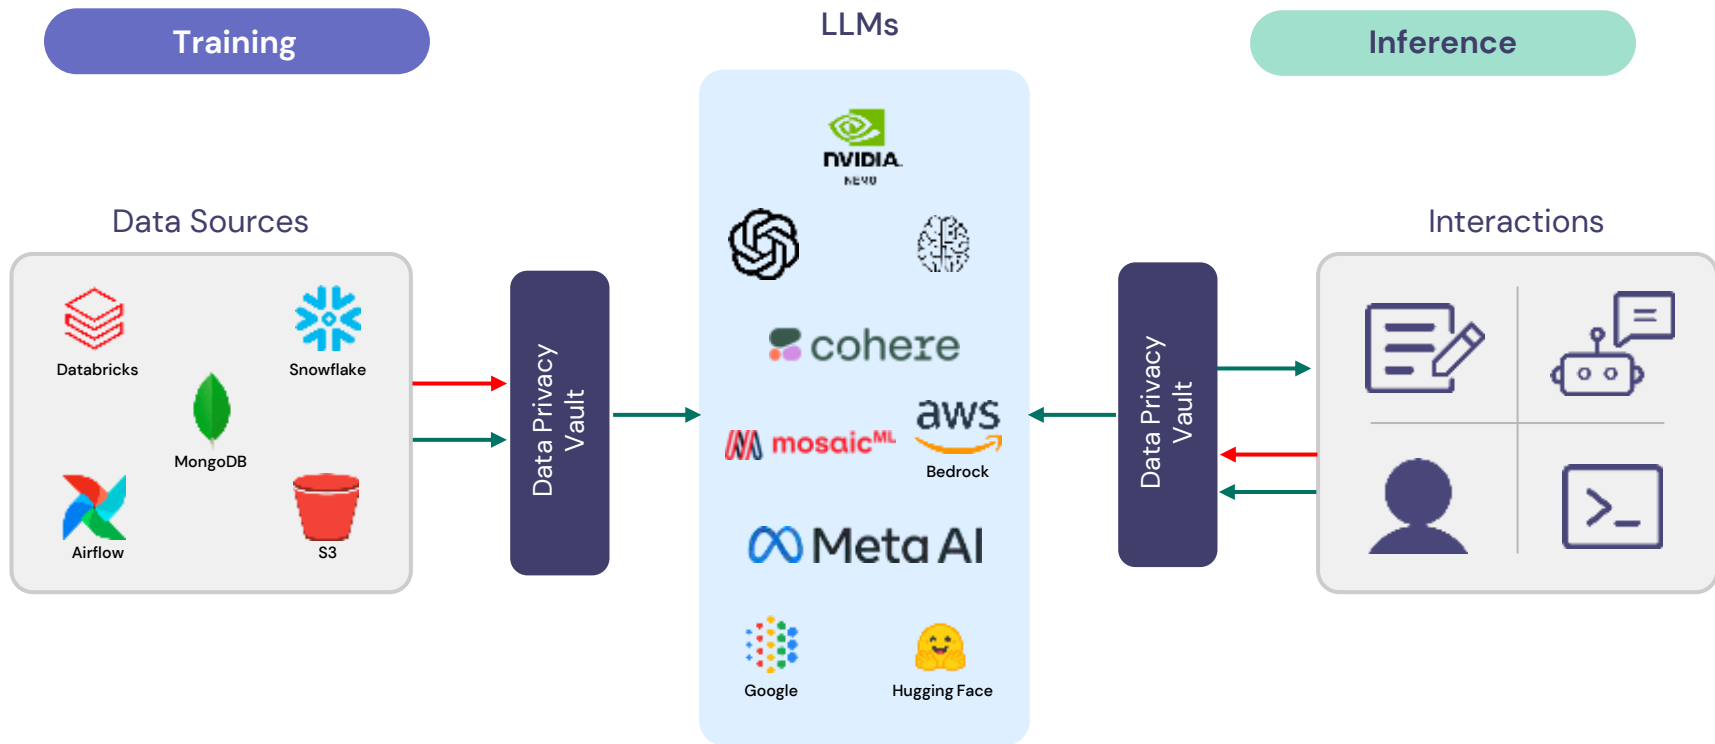 Training
LLMs
Inference
NVIDIA.
NEMO
Data Sources
Interactions
Databricks
Snowflake
MongoDB
Airflow
S3
Data Privacy
Vault
cohere
mosaicML
aws
Bedrock
Meta AI
Google
Hugging Face
Data Privacy
Vault
>_